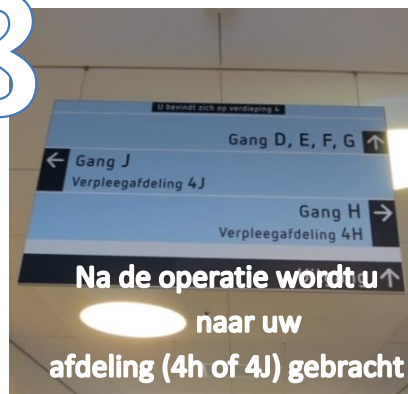 8
U bevindt zich op verdieping 4
Gang D, E, F, G ↑
← Gang J
Verpleegafdeling 4J
Gang H →
Verpleegafdeling 4H
↑
Na de operatie wordt u
naar uw
afdeling (4h of 4J) gebracht